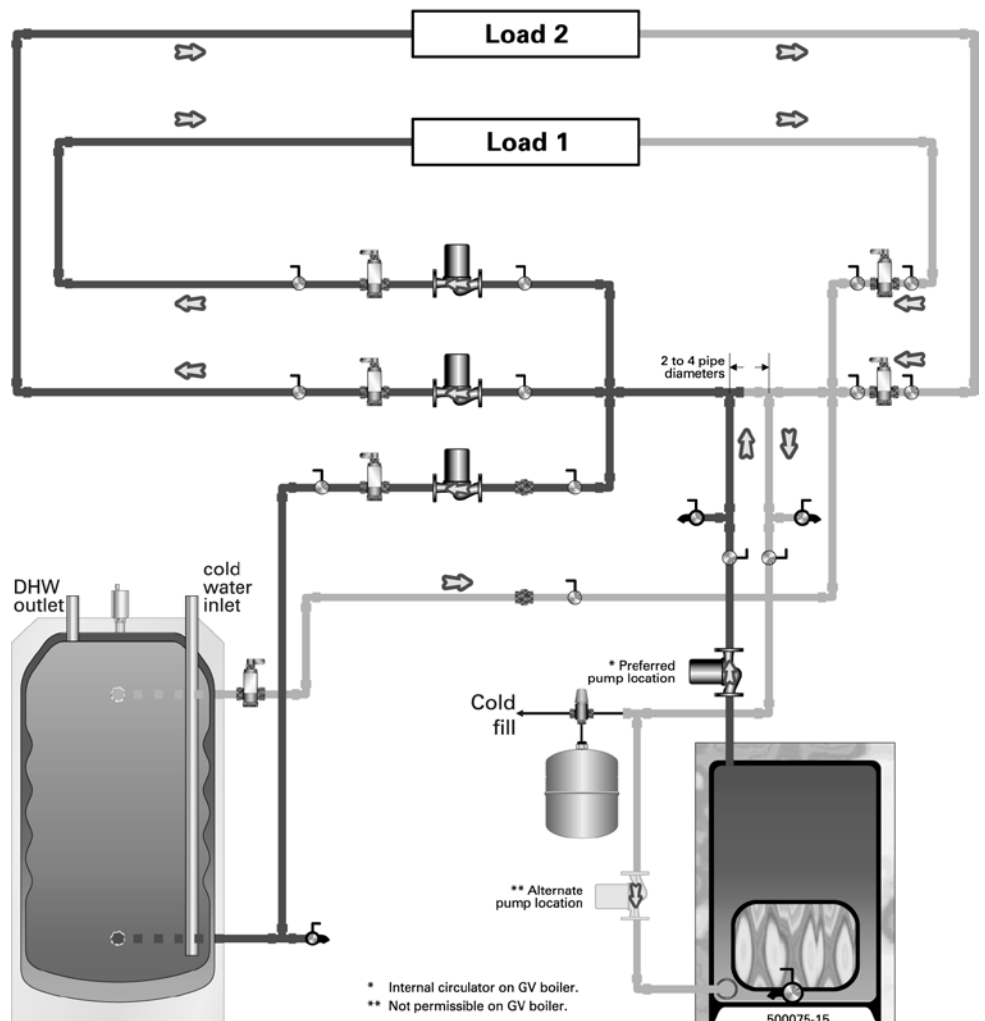 Load 2
Load 1
2 to 4 pipe
diameters
DHW
outlet
cold
water
inlet
* Preferred
pump location
Cold
fill
** Alternate
pump location
* Internal circulator on GV boiler.
** Not permissible on GV boiler.
500075-15